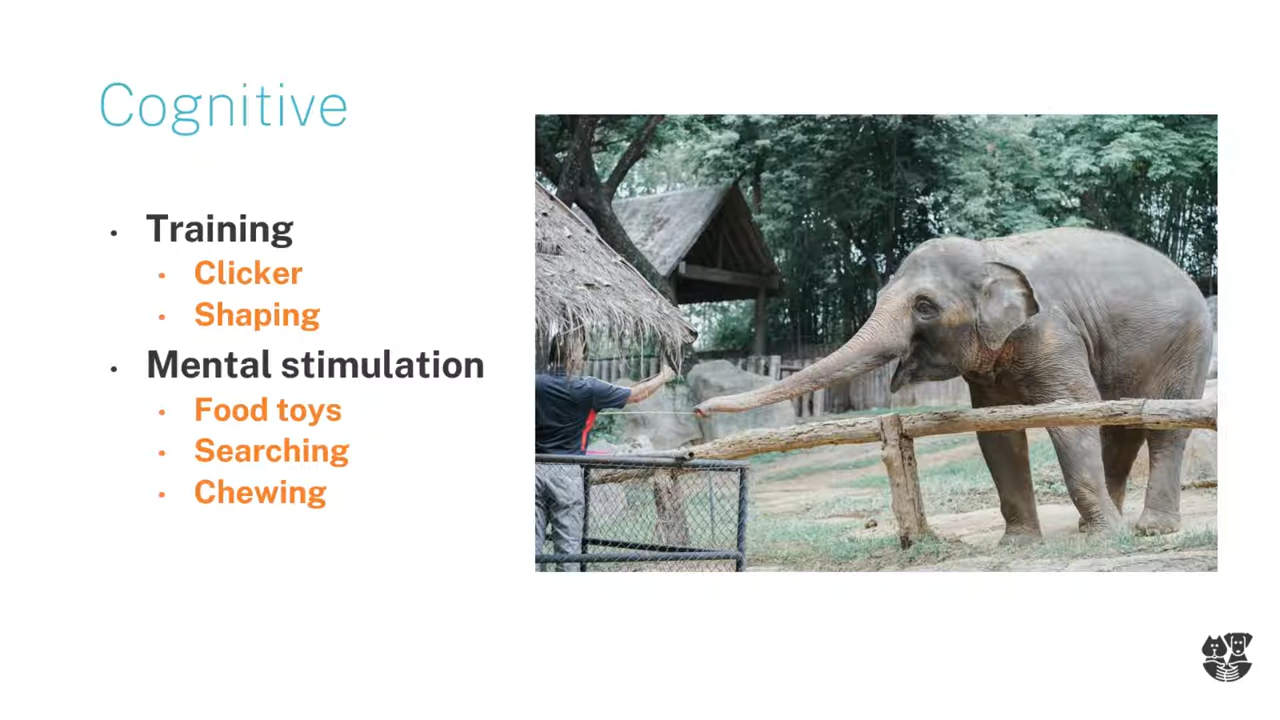 Cognitive
• Training
• Clicker
• Shaping
• Mental stimulation
• Food toys
• Searching
• Chewing